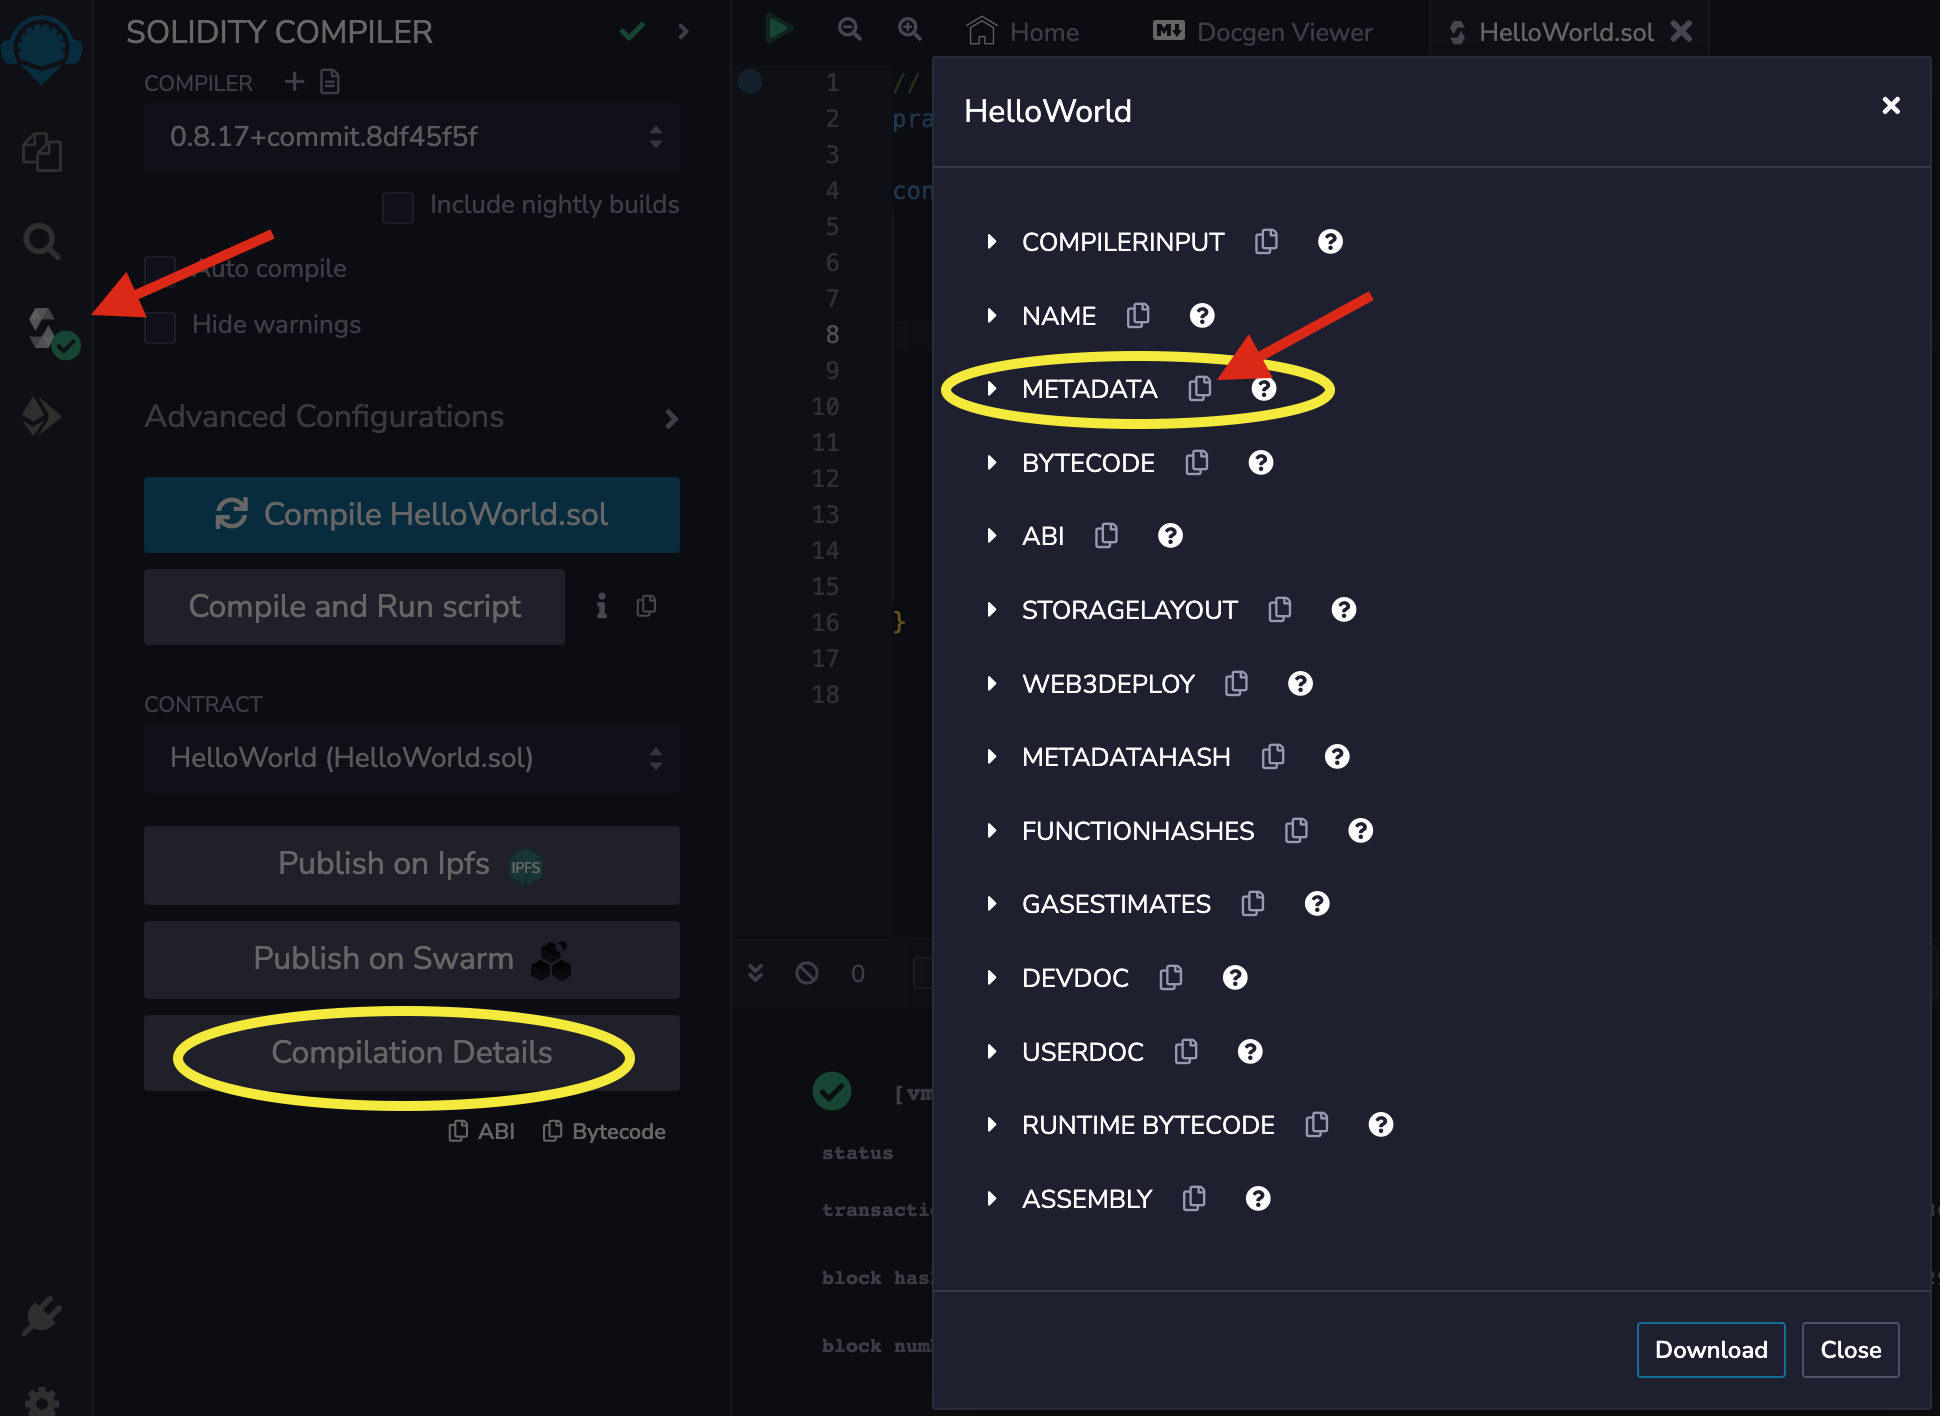 SOLIDITY COMPILER
COMPILER
0.8.17+commit.8df45f5f
Include nightly builds
Auto compile
Hide warnings
Advanced Configurations
Compile HelloWorld.sol
Compile and Run script
CONTRACT
HelloWorld (HelloWorld.sol)
Publish on Ipfs IPFS
Publish on Swarm
Compilation Details
ABI Bytecode
Home Docgen Viewer HelloWorld.sol
1 //
2 pra
3
4 con
5
6
7
8
9
10
11
12
13
14
15
16 }
17
18
0
[vm
status
transacti
block has
block num
HelloWorld
COMPILERINPUT
NAME
METADATA
BYTECODE
ABI
STORAGELAYOUT
WEB3DEPLOY
METADATAHASH
FUNCTIONHASHES
GASESTIMATES
DEVDOC
USERDOC
RUNTIME BYTECODE
ASSEMBLY
Download Close